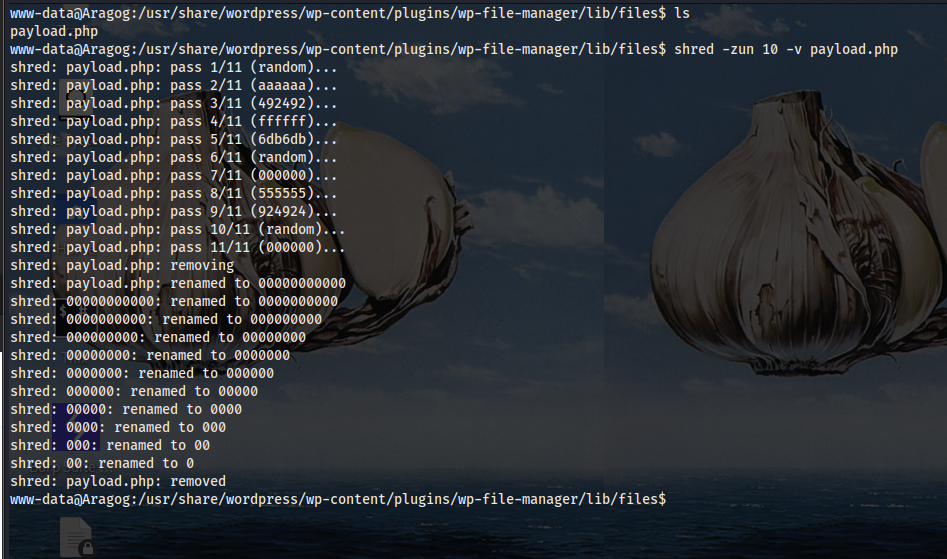 www-data@Aragog:/usr/share/wordpress/wp-content/plugins/wp-file-manager/lib/files$ ls
payload.php
www-data@Aragog:/usr/share/wordpress/wp-content/plugins/wp-file-manager/lib/files$ shred -zun 10 -v payload.php
shred: payload.php: pass 1/11 (random)...
shred: payload.php: pass 2/11 (aaaaaa)...
shred: payload.php: pass 3/11 (492492)...
shred: payload.php: pass 4/11 (ffffff)...
shred: payload.php: pass 5/11 (6db6db)...
shred: payload.php: pass 6/11 (random)...
shred: payload.php: pass 7/11 (000000)...
shred: payload.php: pass 8/11 (555555)...
shred: payload.php: pass 9/11 (924924)...
shred: payload.php: pass 10/11 (random)...
shred: payload.php: pass 11/11 (000000)...
shred: payload.php: removing
shred: payload.php: renamed to 00000000000
shred: 00000000000: renamed to 0000000000
shred: 0000000000: renamed to 000000000
shred: 000000000: renamed to 00000000
shred: 00000000: renamed to 0000000
shred: 0000000: renamed to 000000
shred: 000000: renamed to 00000
shred: 00000: renamed to 0000
shred: 0000: renamed to 000
shred: 000: renamed to 00
shred: 00: renamed to 0
shred: payload.php: removed
www-data@Aragog:/usr/share/wordpress/wp-content/plugins/wp-file-manager/lib/files$